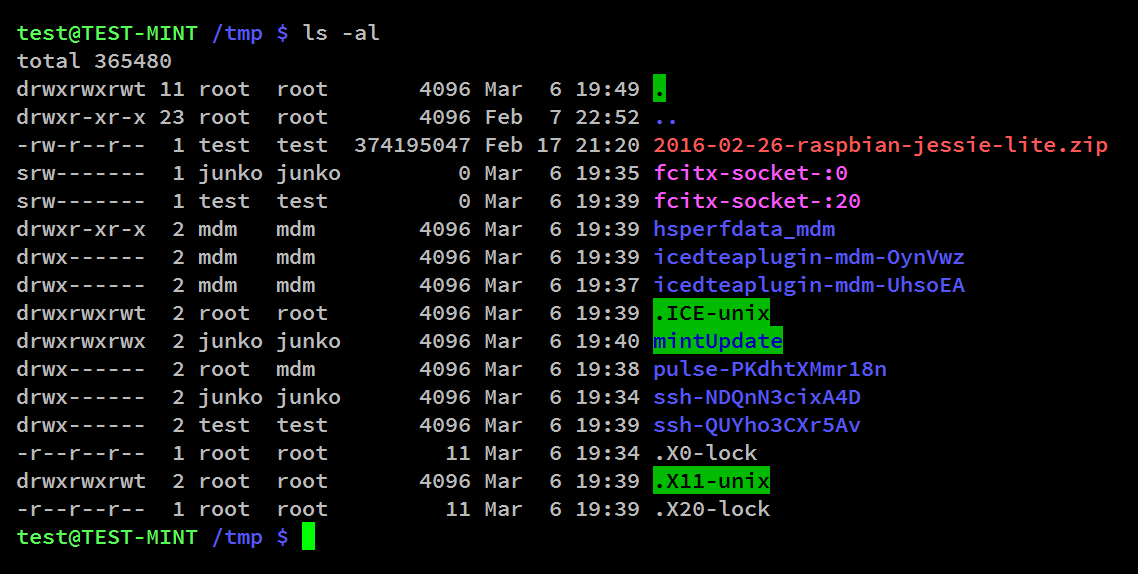 test@TEST-MINT /tmp $ ls -al
total 365480
drwxrwxrwt 11 root  root       4096 Mar  6 19:49 .
drwxr-xr-x 23 root  root       4096 Feb  7 22:52 ..
-rw-r--r--  1 test  test  374195047 Feb 17 21:20 2016-02-26-raspbian-jessie-lite.zip
srw-------  1 junko junko         0 Mar  6 19:35 fcitx-socket-:0
srw-------  1 test  test          0 Mar  6 19:39 fcitx-socket-:20
drwxr-xr-x  2 mdm   mdm        4096 Mar  6 19:39 hsperfdata_mdm
drwx------  2 mdm   mdm        4096 Mar  6 19:39 icedteaplugin-mdm-OynVwz
drwx------  2 mdm   mdm        4096 Mar  6 19:37 icedteaplugin-mdm-UhsoEA
drwxrwxrwt  2 root  root       4096 Mar  6 19:39 .ICE-unix
drwxrwxrwx  2 junko junko      4096 Mar  6 19:40 mintUpdate
drwx------  2 root  mdm        4096 Mar  6 19:38 pulse-PKdhtXMmr18n
drwx------  2 junko junko      4096 Mar  6 19:34 ssh-NDQnN3cixA4D
drwx------  2 test  test       4096 Mar  6 19:39 ssh-QUYho3CXr5Av
-r--r--r--  1 root  root         11 Mar  6 19:34 .X0-lock
drwxrwxrwt  2 root  root       4096 Mar  6 19:39 .X11-unix
-r--r--r--  1 root  root         11 Mar  6 19:39 .X20-lock
test@TEST-MINT /tmp $